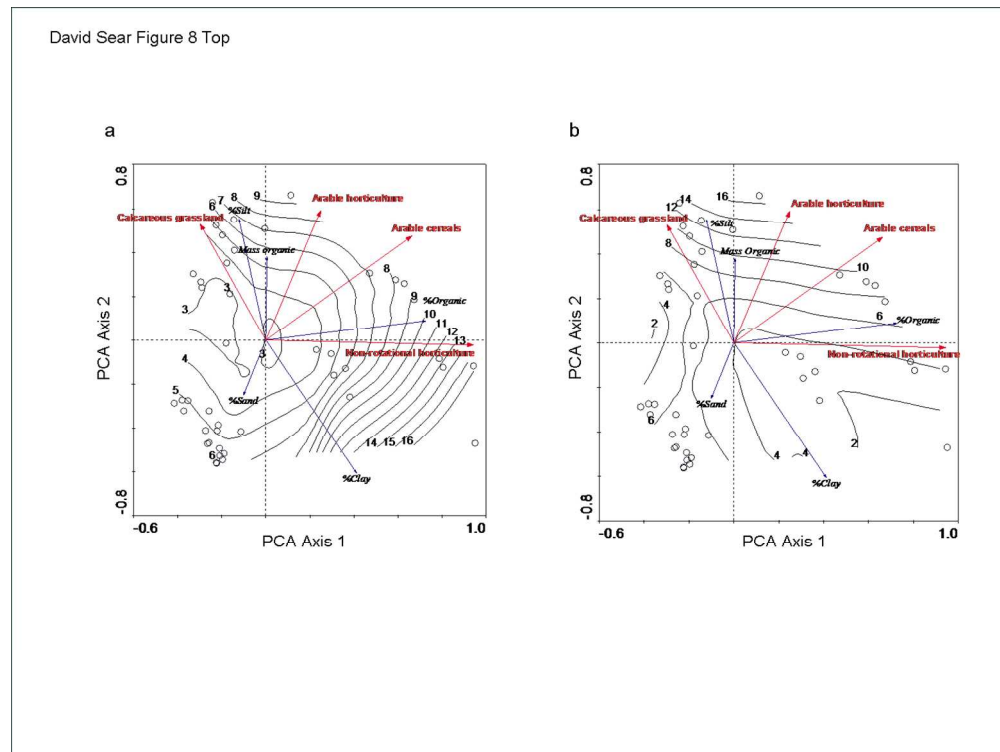 David Sear Figure 8 Top
a
b
0.8
9
8
7
6
%Silt
Arable horticulture
Calcareous grassland
Arable cereals
Mass organic
8
3
3
9
%Organic
10
11
12
13
3
Non-rotational horticulture
4
5
%Sand
14 15 16
6
%Clay
-0.8
-0.6
1.0
PCA Axis 1
PCA Axis 2
0.8
16
14
12
%Silt
Arable horticulture
Calcareous grassland
Arable cereals
8
Mass organic
10
4
6
%Organic
2
Non-rotational horticulture
%Sand
6
2
4
4
%Clay
-0.8
-0.6
1.0
PCA Axis 1
PCA Axis 2